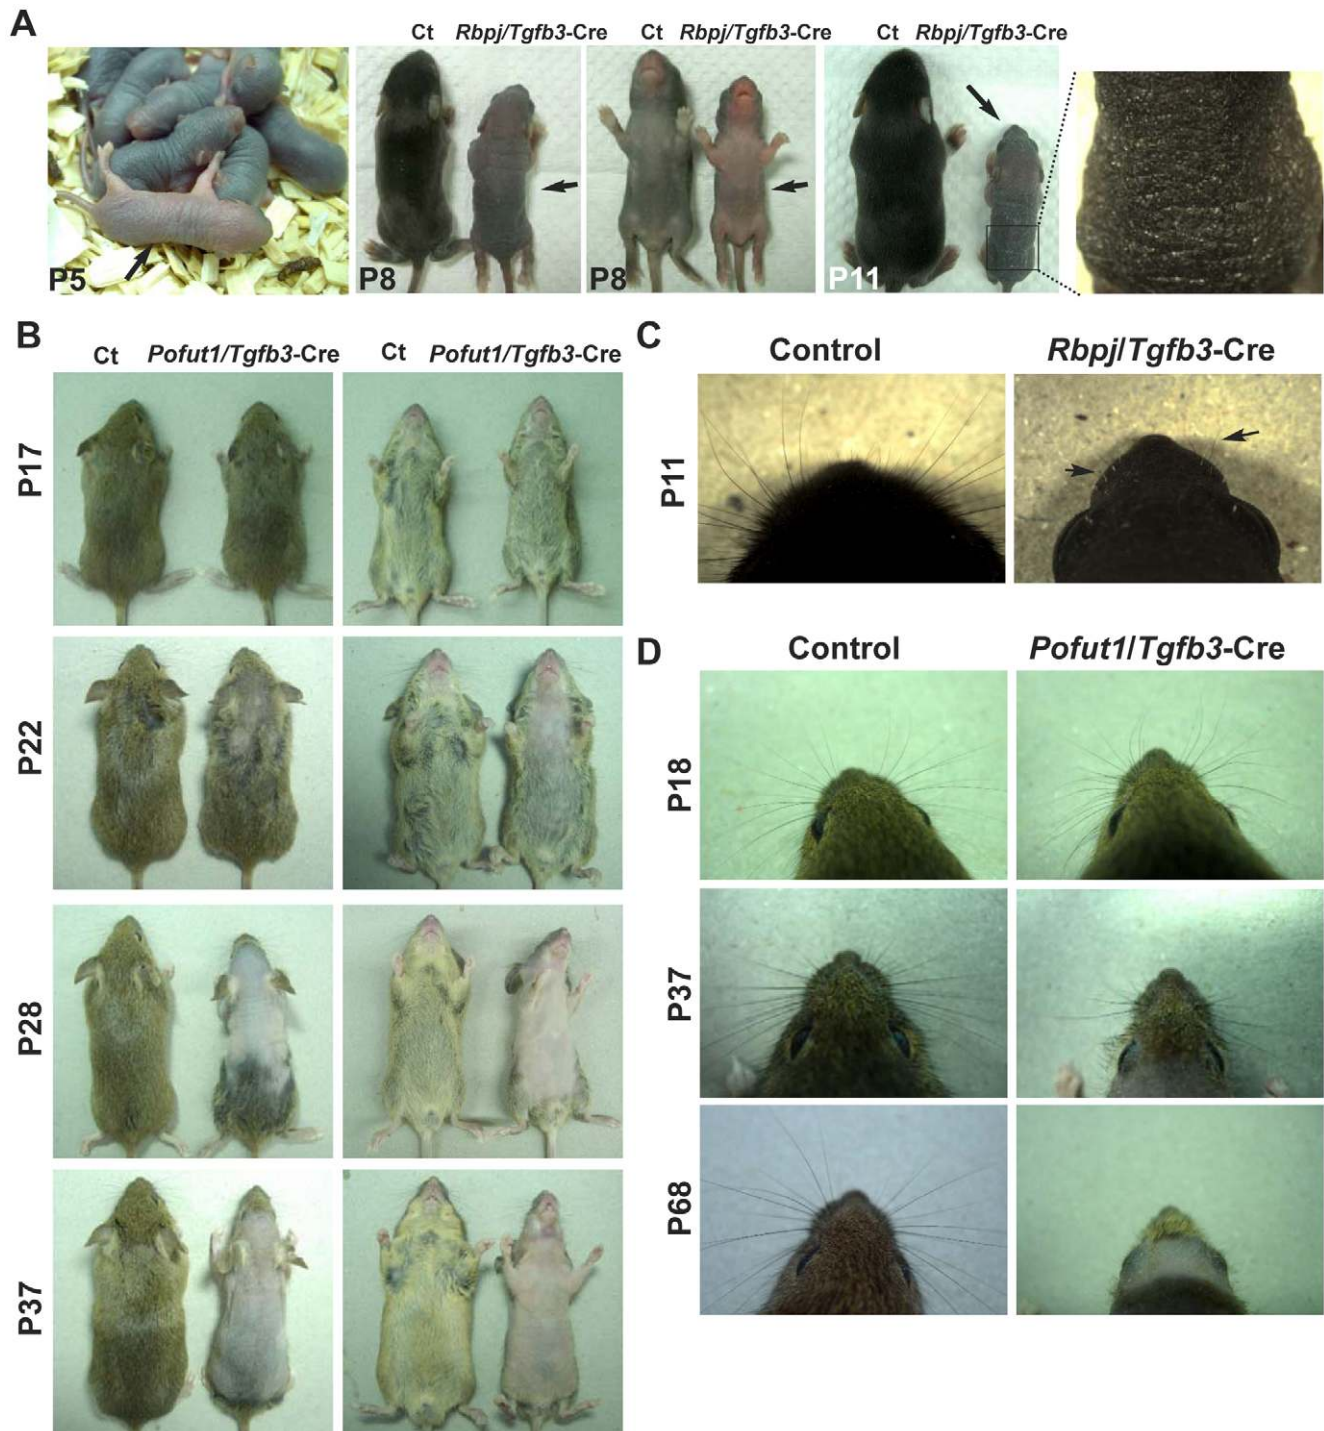 A
Ct Rbpj/Tgfb3-Cre
Ct Rbpj/Tgfb3-Cre
Ct Rbpj/Tgfb3-Cre
P5
P8
P8
P11
B
Ct Pofut1/Tgfb3-Cre
Ct Pofut1/Tgfb3-Cre
P17
P22
P28
P37
C
Control
Rbpj/Tgfb3-Cre
P11
D
Control
Pofut1/Tgfb3-Cre
P18
P37
P68